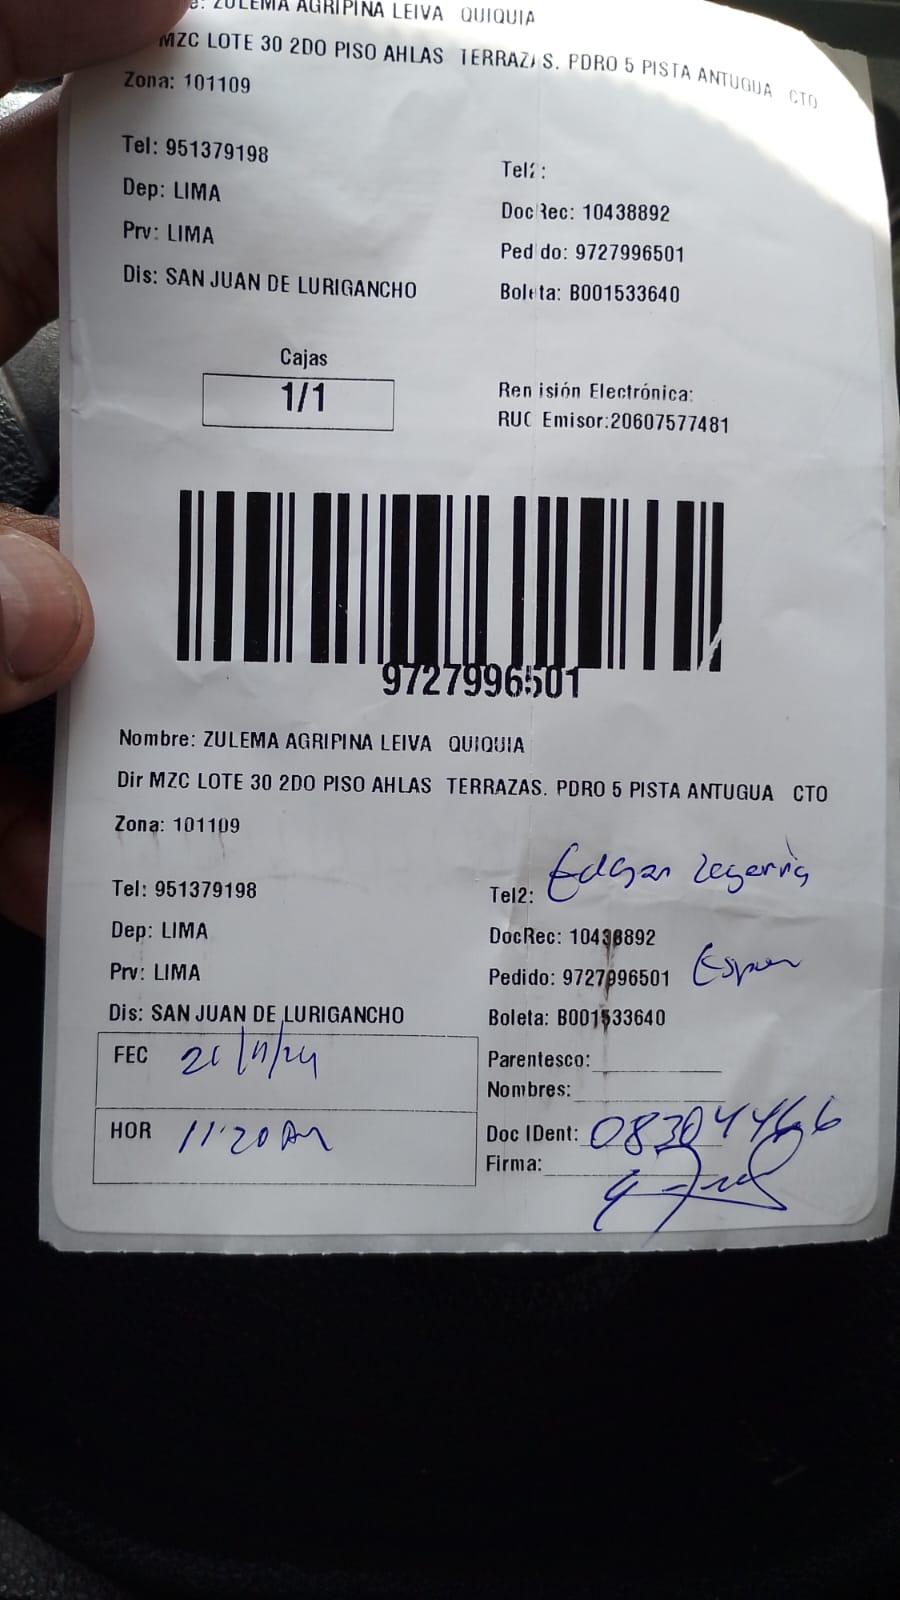 e: ZULEMA AGRIPINA LEIVA QUIQUIA
MZC LOTE 30 2DO PISO AHLAS TERRAZAS. PDRO 5 PISTA ANTUGUA CTO
Zona: 101109
Tel: 951379198
Tel2:
Dep: LIMA
DocRec: 10438892
Prv: LIMA
Pedido: 9727996501
Dis: SAN JUAN DE LURIGANCHO
Boleta: B001533640
Cajas
1/1
Remisión Electrónica:
RUC Emisor:20607577481
9727996501
Nombre: ZULEMA AGRIPINA LEIVA QUIQUIA
Dir MZC LOTE 30 2DO PISO AHLAS TERRAZAS. PDRO 5 PISTA ANTUGUA CTO
Zona: 101109
Tel: 951379198
Tel2: Edgar Legerria
Dep: LIMA
DocRec: 10438892
Prv: LIMA
Pedido: 9727996501
Dis: SAN JUAN DE LURIGANCHO
Boleta: B001533640
FEC
Parentesco:
Nombres:
HOR 11:20 AM
Doc IDent: 08304466
Firma: